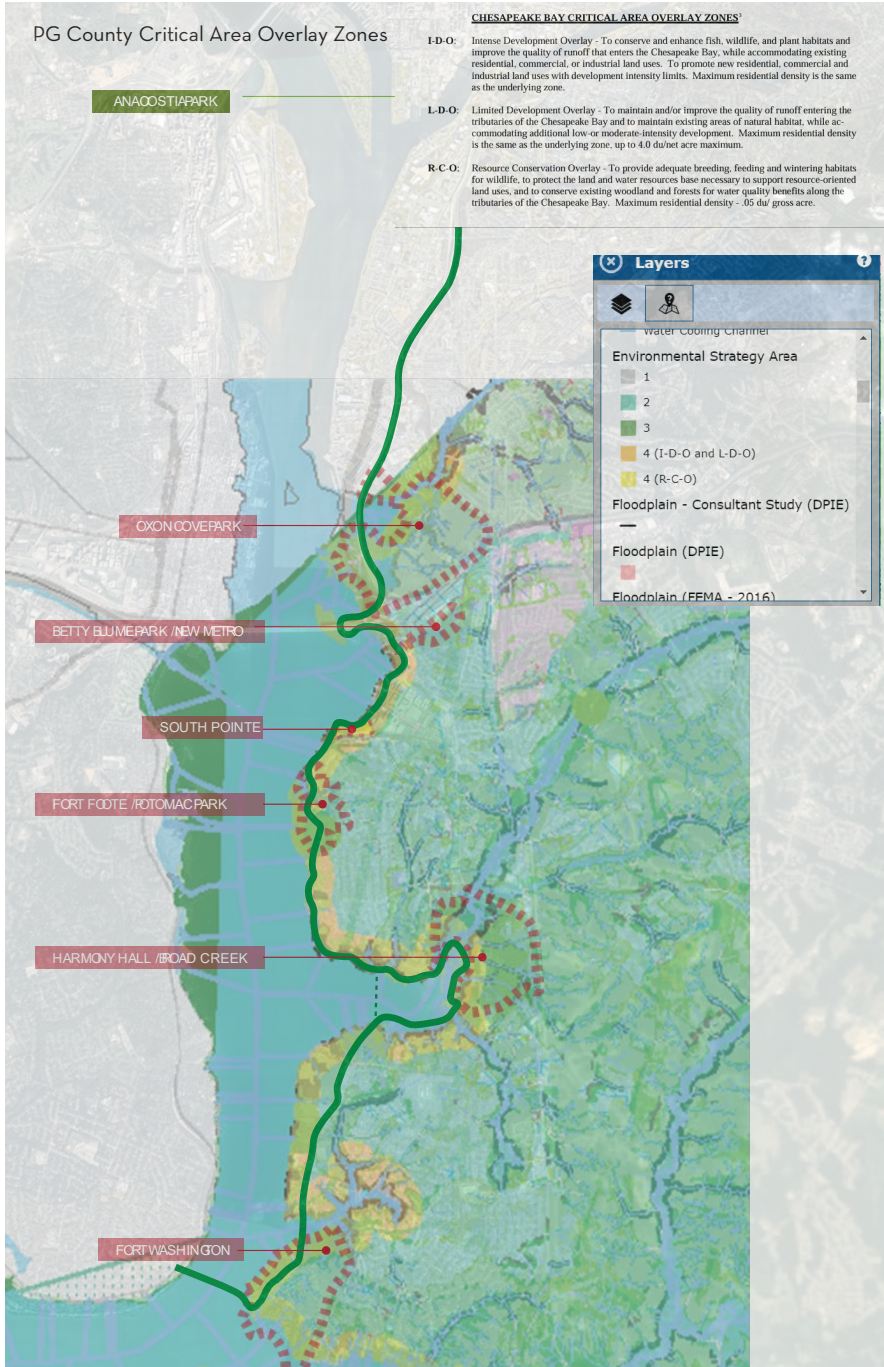 PG County Critical Area Overlay Zones
CHESAPEAKE BAY CRITICAL AREA OVERLAY ZONES³
I-D-O: Intense Development Overlay - To conserve and enhance fish, wildlife, and plant habitats and
improve the quality of runoff that enters the Chesapeake Bay, while accommodating existing
residential, commercial, or industrial land uses. To promote new residential, commercial and
industrial land uses with development intensity limits. Maximum residential density is the same
as the underlying zone.
L-D-O: Limited Development Overlay - To maintain and/or improve the quality of runoff entering the
tributaries of the Chesapeake Bay and to maintain existing areas of natural habitat, while ac-
commodating additional low-or moderate-intensity development. Maximum residential density
is the same as the underlying zone, up to 4.0 du/net acre maximum.
R-C-O: Resource Conservation Overlay - To provide adequate breeding, feeding and wintering habitats
for wildlife, to protect the land and water resources base necessary to support resource-oriented
land uses, and to conserve existing woodland and forests for water quality benefits along the
tributaries of the Chesapeake Bay. Maximum residential density - .05 du/ gross acre.
ANACOSTIA PARK
Layers
?
Water Cooling Channel
Environmental Strategy Area
1
2
3
4 (I-D-O and L-D-O)
4 (R-C-O)
Floodplain - Consultant Study (DPIE)
Floodplain (DPIE)
Floodplain (FEMA - 2016)
OXON COVE PARK
BETTY BLUME PARK / NEW METRO
SOUTH POINTE
FORT FOOTE / POTOMAC PARK
HARMONY HALL / BROAD CREEK
FORT WASHINGTON